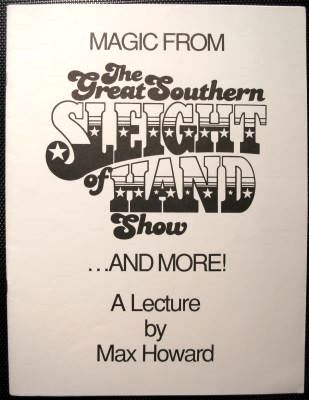 MAGIC FROM
The
Great Southern
SLEIGHT
of HAND
Show
...AND MORE!
A Lecture
by
Max Howard